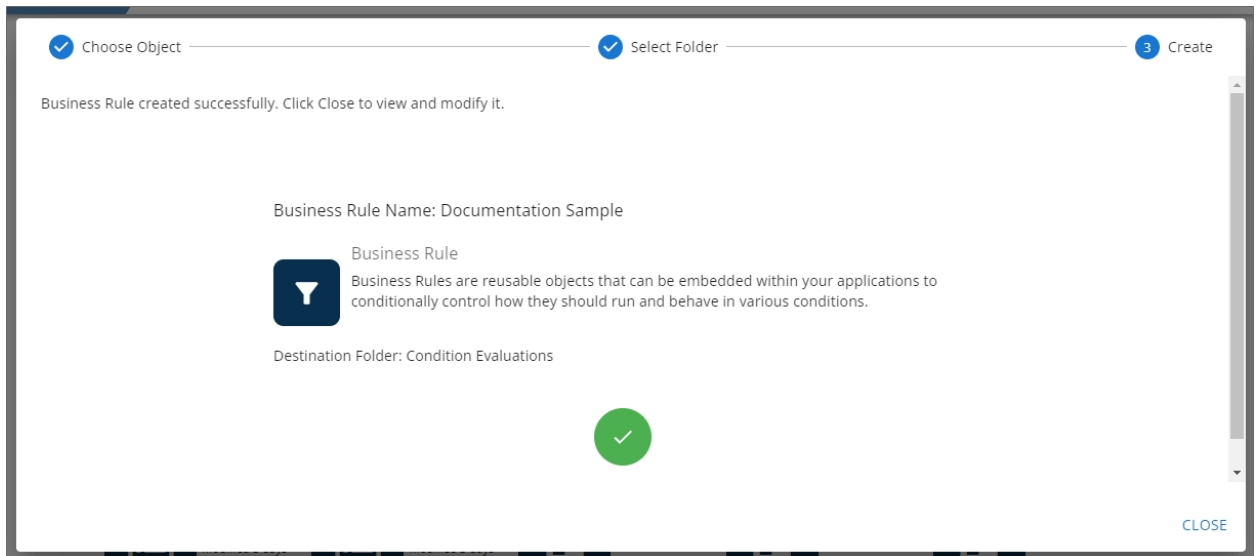 Choose Object
Select Folder
3 Create
Business Rule created successfully. Click Close to view and modify it.
Business Rule Name: Documentation Sample
Business Rule
Business Rules are reusable objects that can be embedded within your applications to
conditionally control how they should run and behave in various conditions.
Destination Folder: Condition Evaluations
CLOSE